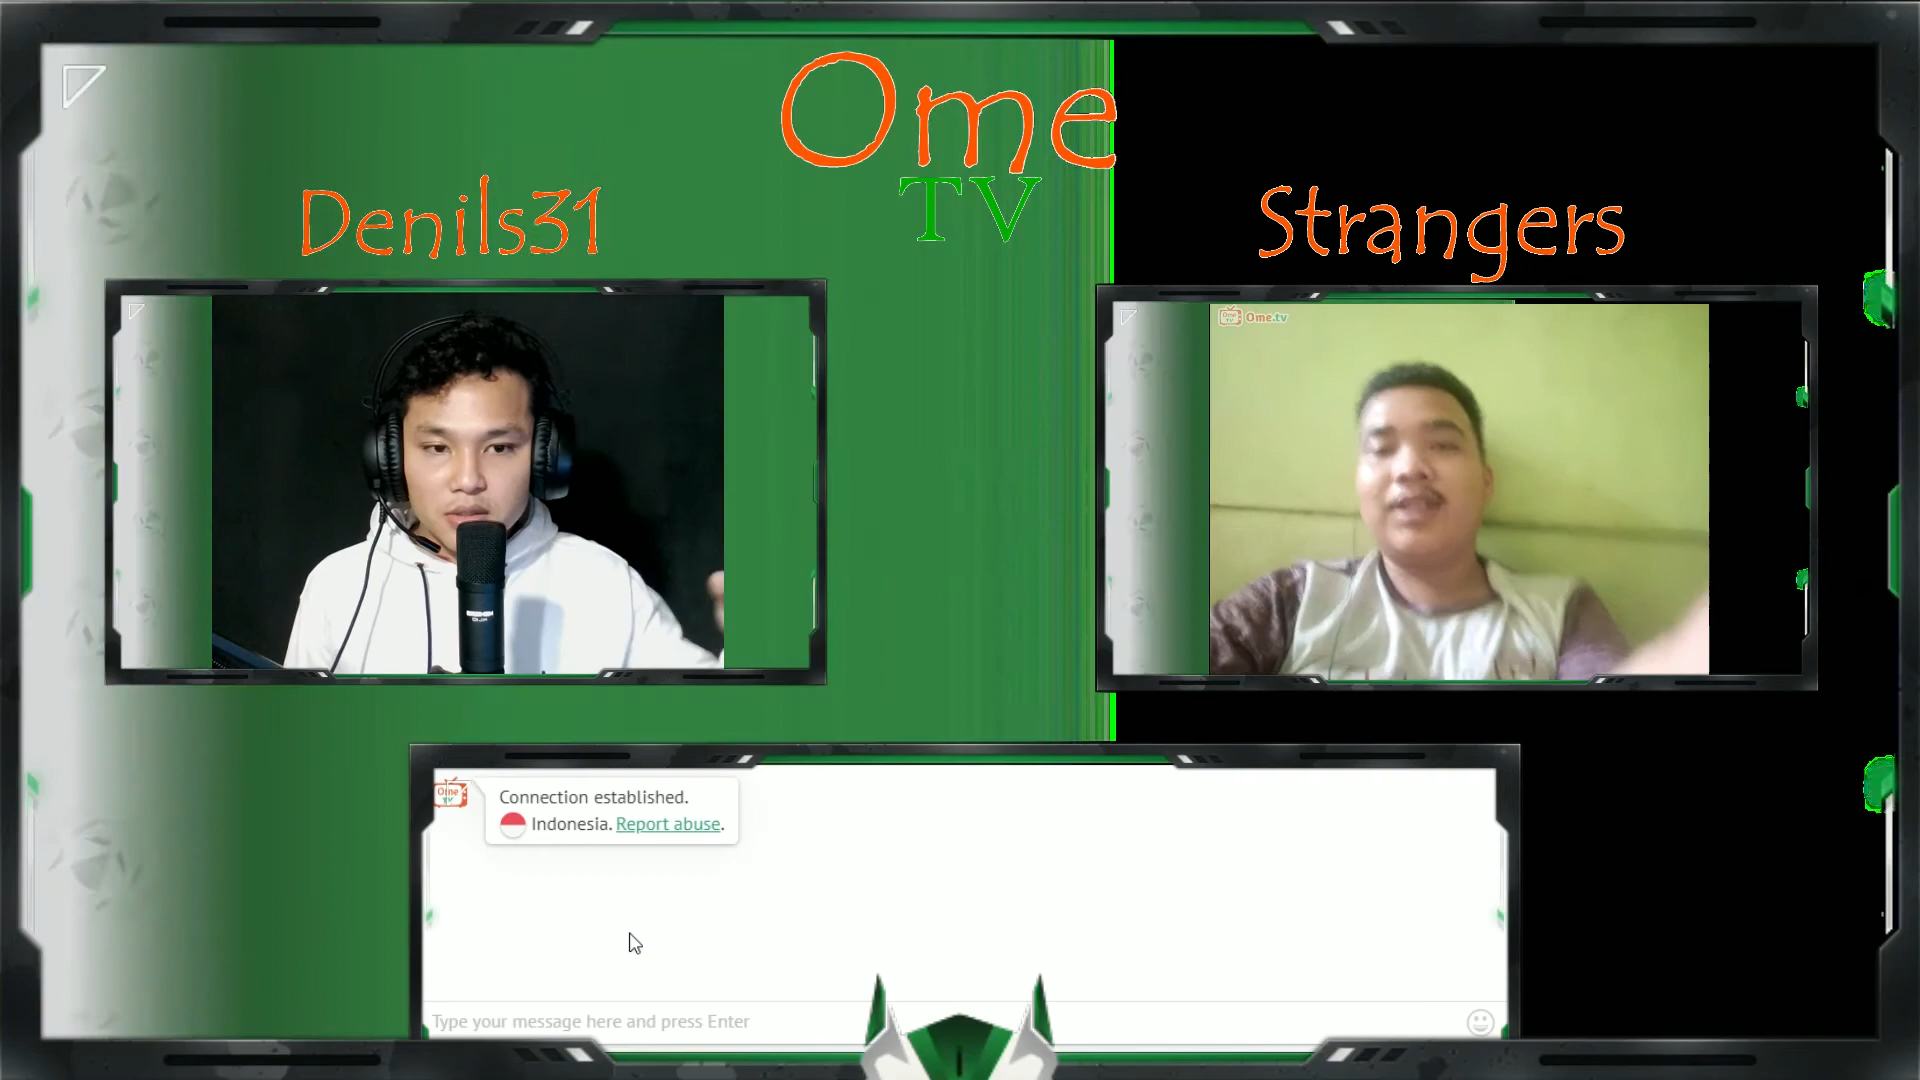 Ome
TV
Denils31
Strangers
Ome.tv
Connection established.
Indonesia. Report abuse.
Type your message here and press Enter